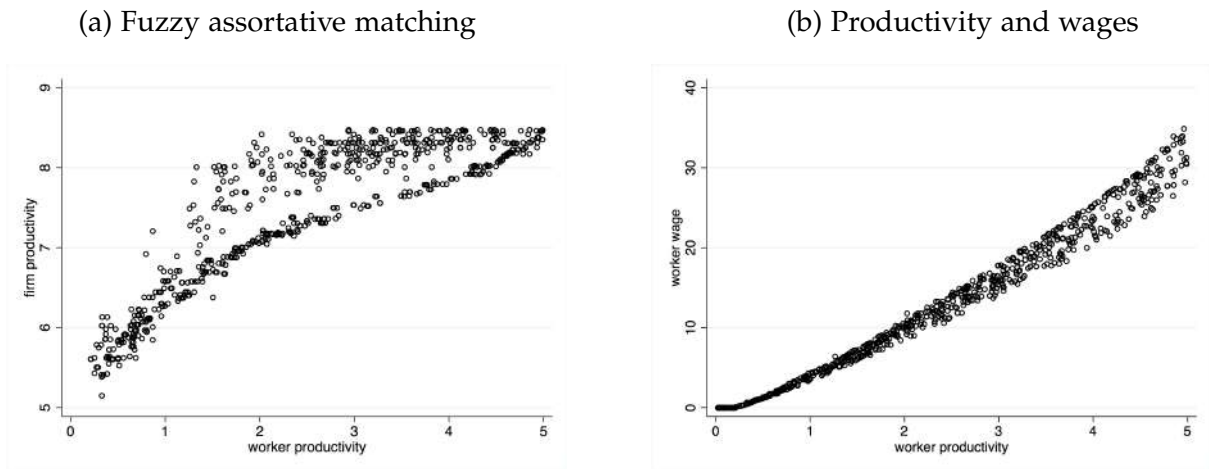 (a) Fuzzy assortative matching
firm productivity
9
8
7
6
5
0 1 2 3 4 5
worker productivity
(b) Productivity and wages
worker wage
40
30
20
10
0
0 1 2 3 4 5
worker productivity